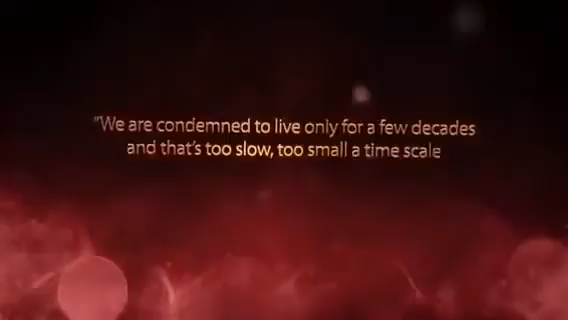 "We are condemned to live only for a few decades
and that's too slow, too small a time scale